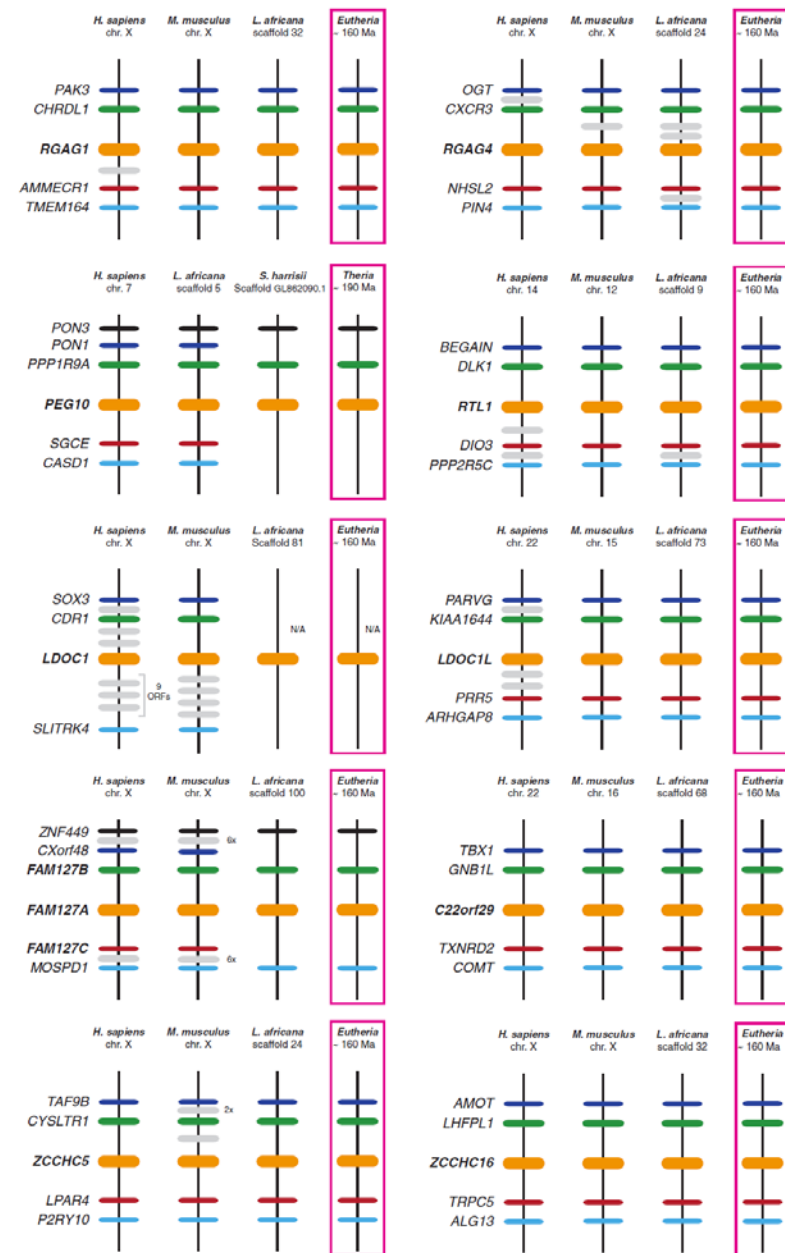 H. sapiens M. musculus L. africana Eutheria
chr. X chr. X scaffold 32 ~ 160 Ma
PAK3
CHRDL1
RGAG1
AMMECR1
TMEM164
H. sapiens M. musculus L. africana Eutheria
chr. X chr. X scaffold 24 ~ 160 Ma
OGT
CXCR3
RGAG4
NHSL2
PIN4
H. sapiens L. africana S. harrisii Theria
chr. 7 scaffold 5 Scaffold GL862090.1 ~ 190 Ma
PON3
PON1
PPP1R9A
PEG10
SGCE
CASD1
H. sapiens M. musculus L. africana Eutheria
chr. 14 chr. 12 scaffold 9 ~160 Ma
BEGAIN
DLK1
RTL1
DIO3
PPP2R5C
H. sapiens M. musculus L. africana Eutheria
chr. X chr. X Scaffold 81 ~ 160 Ma
SOX3
CDR1
N/A N/A
LDOC1
9
ORFs
SLITRK4
H. sapiens M. musculus L. africana Eutheria
chr. 22 chr. 15 scaffold 73 ~ 160 Ma
PARVG
KIAA1644
LDOC1L
PRR5
ARHGAP8
H. sapiens M. musculus L. africana Eutheria
chr. X chr. X scaffold 100 ~ 160 Ma
ZNF449
6x
CXorf48
FAM127B
FAM127A
FAM127C
6x
MOSPD1
H. sapiens M. musculus L. africana Eutheria
chr. 22 chr. 16 scaffold 68 ~ 160 Ma
TBX1
GNB1L
C22orf29
TXNRD2
COMT
H. sapiens M. musculus L. africana Eutheria
chr. X chr. X scaffold 24 ~ 160 Ma
TAF9B
2x
CYSLTR1
ZCCHC5
LPAR4
P2RY10
H. sapiens M. musculus L. africana Eutheria
chr. X chr. X scaffold 32 ~ 160 Ma
AMOT
LHFPL1
ZCCHC16
TRPC5
ALG13